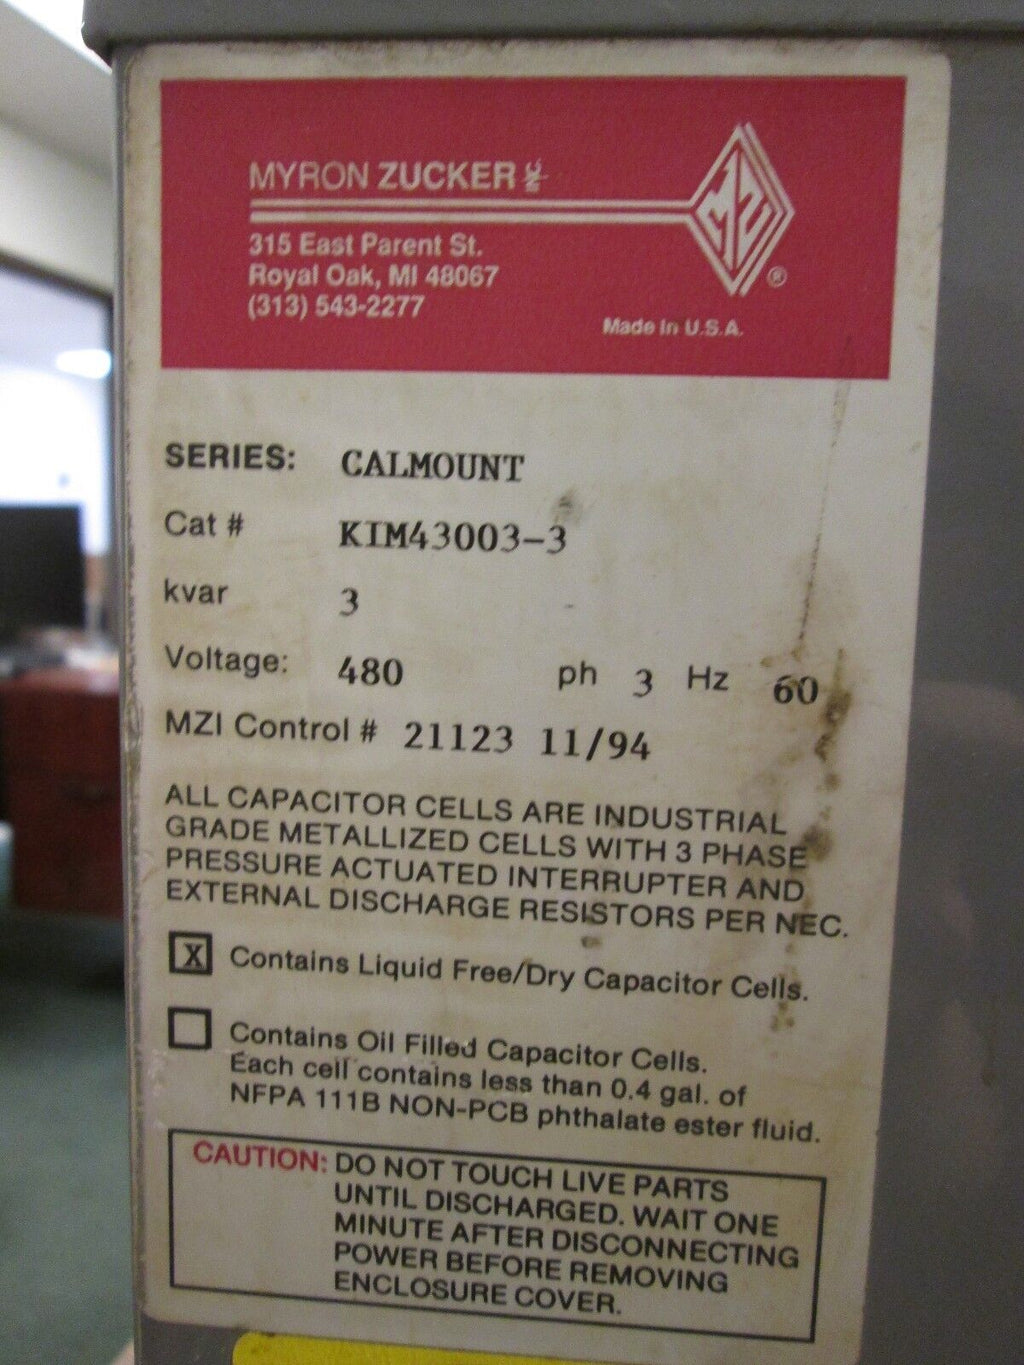 MYRON ZUCKER INC.
MZ ®
315 East Parent St.
Royal Oak, MI 48067
(313) 543-2277
Made in U.S.A.
SERIES: CALMOUNT
Cat # KIM43003-3
kvar 3
Voltage: 480 ph 3 Hz 60
MZI Control # 21123 11/94
ALL CAPACITOR CELLS ARE INDUSTRIAL
GRADE METALLIZED CELLS WITH 3 PHASE
PRESSURE ACTUATED INTERRUPTER AND
EXTERNAL DISCHARGE RESISTORS PER NEC.
X Contains Liquid Free/Dry Capacitor Cells.
Contains Oil Filled Capacitor Cells.
Each cell contains less than 0.4 gal. of
NFPA 111B NON-PCB phthalate ester fluid.
CAUTION: DO NOT TOUCH LIVE PARTS
UNTIL DISCHARGED. WAIT ONE
MINUTE AFTER DISCONNECTING
POWER BEFORE REMOVING
ENCLOSURE COVER.